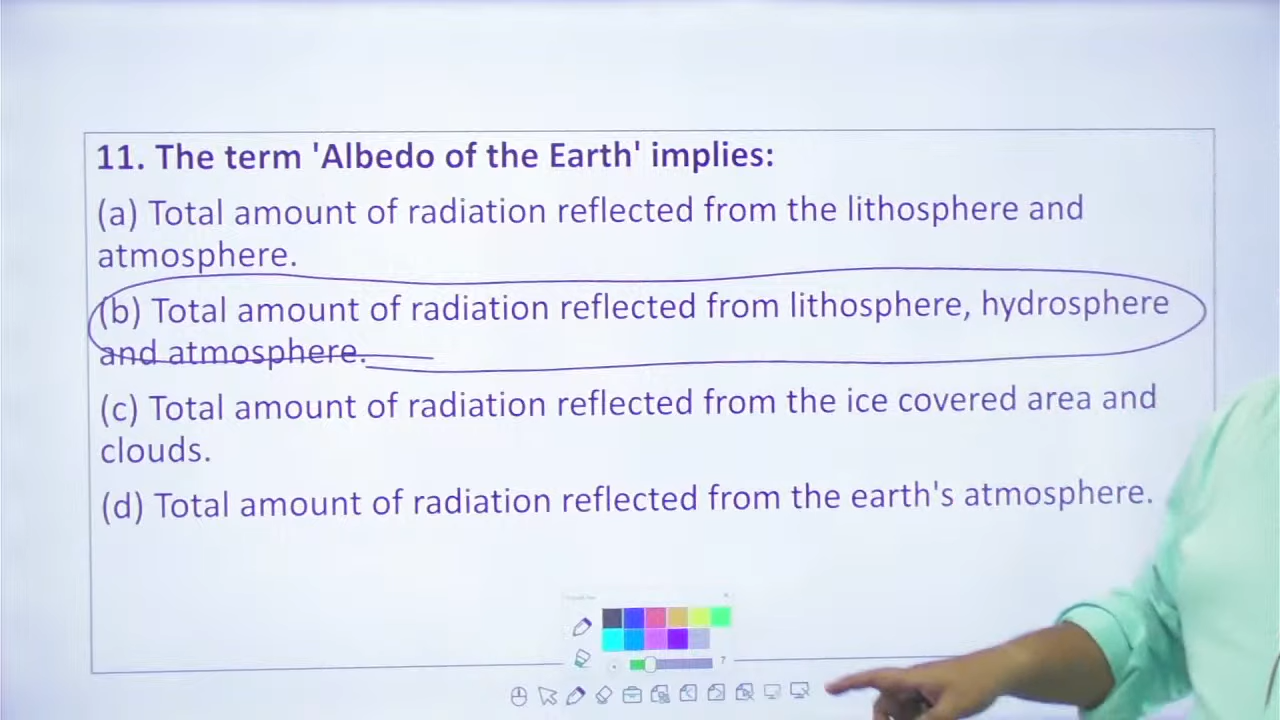 11. The term 'Albedo of the Earth' implies:
(a) Total amount of radiation reflected from the lithosphere and
atmosphere.
(b) Total amount of radiation reflected from lithosphere, hydrosphere
and atmosphere.
(c) Total amount of radiation reflected from the ice covered area and
clouds.
(d) Total amount of radiation reflected from the earth's atmosphere.
7